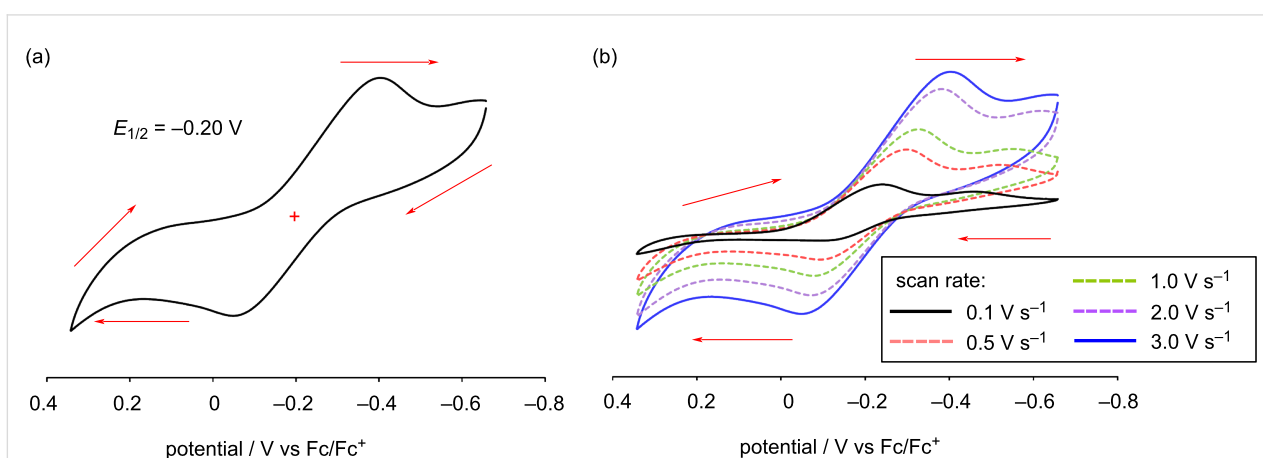 (a)
E1/2 = –0.20 V
0.4 0.2 0 –0.2 –0.4 –0.6 –0.8
potential / V vs Fc/Fc+
(b)
scan rate:
0.1 V s–1
0.5 V s–1
1.0 V s–1
2.0 V s–1
3.0 V s–1
0.4 0.2 0 –0.2 –0.4 –0.6 –0.8
potential / V vs Fc/Fc+